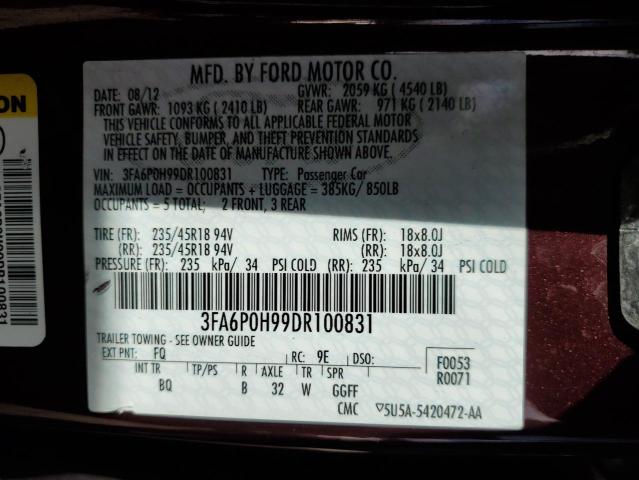 MFD. BY FORD MOTOR CO.
DATE: 08/12 GVWR: 2059 KG ( 4540 LB)
FRONT GAWR: 1093 KG ( 2410 LB) REAR GAWR: 971 KG ( 2140 LB)
THIS VEHICLE CONFORMS TO ALL APPLICABLE FEDERAL MOTOR
VEHICLE SAFETY, BUMPER, AND THEFT PREVENTION STANDARDS
IN EFFECT ON THE DATE OF MANUFACTURE SHOWN ABOVE.
VIN: 3FA6P0H99DR100831 TYPE: Passenger Car
MAXIMUM LOAD = OCCUPANTS + LUGGAGE = 385KG/ 850LB
OCCUPANTS = 5 TOTAL; 2 FRONT, 3 REAR
TIRE (FR): 235/45R18 94V RIMS (FR): 18x8.0J
(RR): 235/45R18 94V (RR): 18x8.0J
PRESSURE (FR): 235 kPa/ 34 PSI COLD (RR): 235 kPa/ 34 PSI COLD
3FA6P0H99DR100831
TRAILER TOWING - SEE OWNER GUIDE
EXT PNT: FQ RC: 9E DSO: F0053
R0071
INT TR TP/PS R AXLE TR SPR
BQ B 32 W GGFF
CMC ▽5U5A-5420472-AA